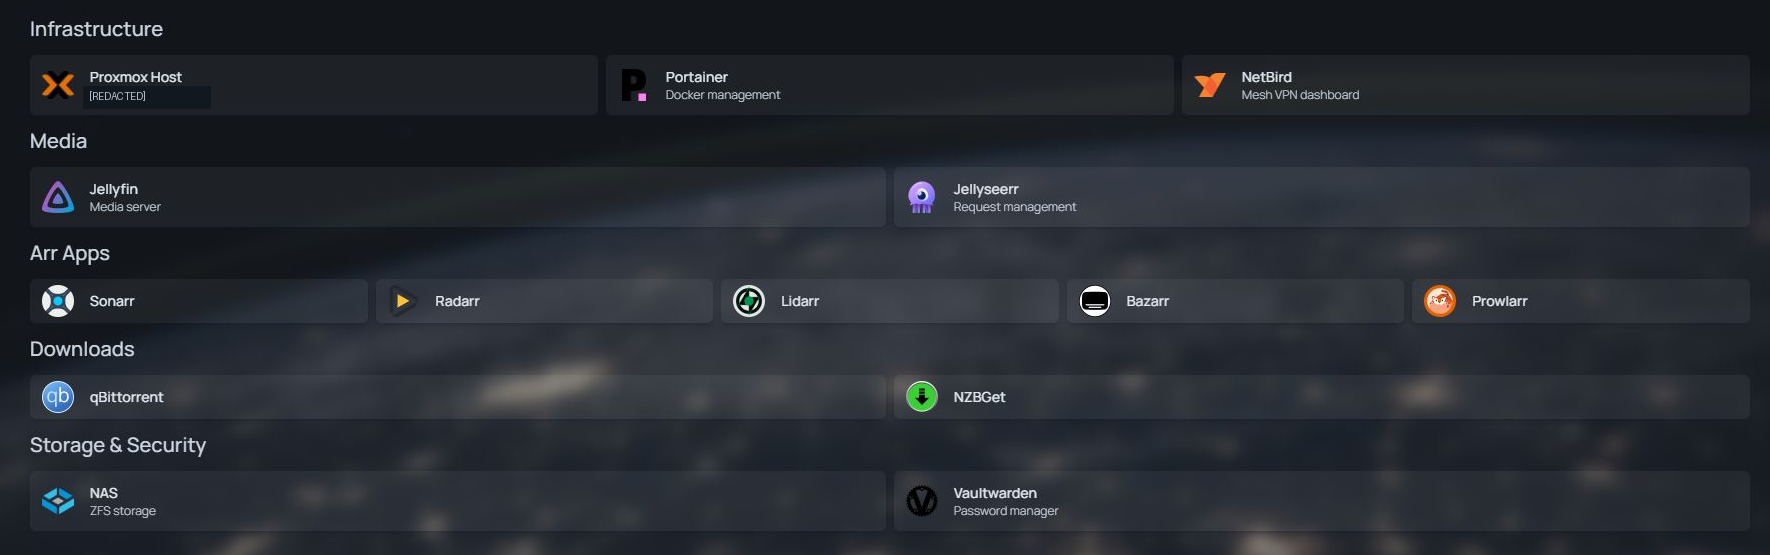 Infrastructure
Proxmox Host
[REDACTED]
Portainer
Docker management
NetBird
Mesh VPN dashboard
Media
Jellyfin
Media server
Jellyseerr
Request management
Arr Apps
Sonarr
Radarr
Lidarr
Bazarr
Prowlarr
Downloads
qb
qBittorrent
NZBGet
Storage & Security
NAS
ZFS storage
Vaultwarden
Password manager